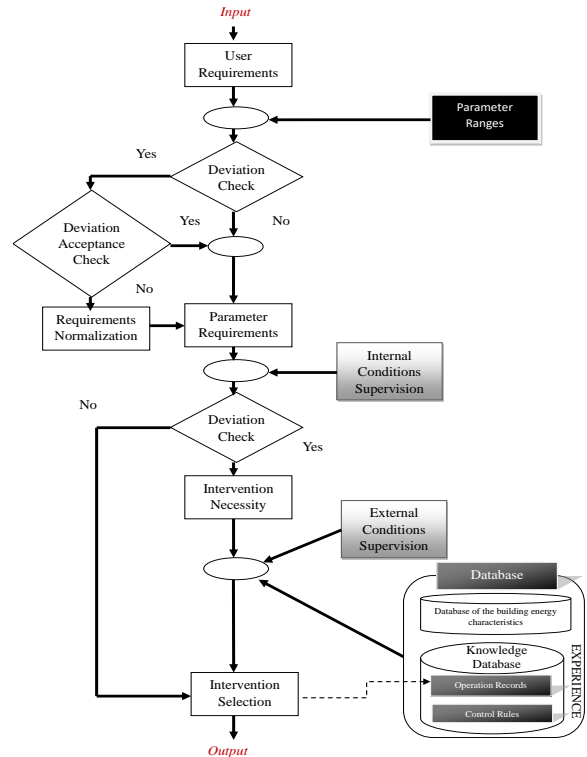 Input
User
Requirements
Parameter
Ranges
Yes
Deviation
Check
Yes
No
Deviation
Acceptance
Check
No
Requirements
Normalization
Parameter
Requirements
Internal
Conditions
Supervision
No
Deviation
Check
Yes
Intervention
Necessity
External
Conditions
Supervision
Database
Database of the building energy
characteristics
Knowledge
Database
Operation Records
Control Rules
EXPERIENCE
Intervention
Selection
Output